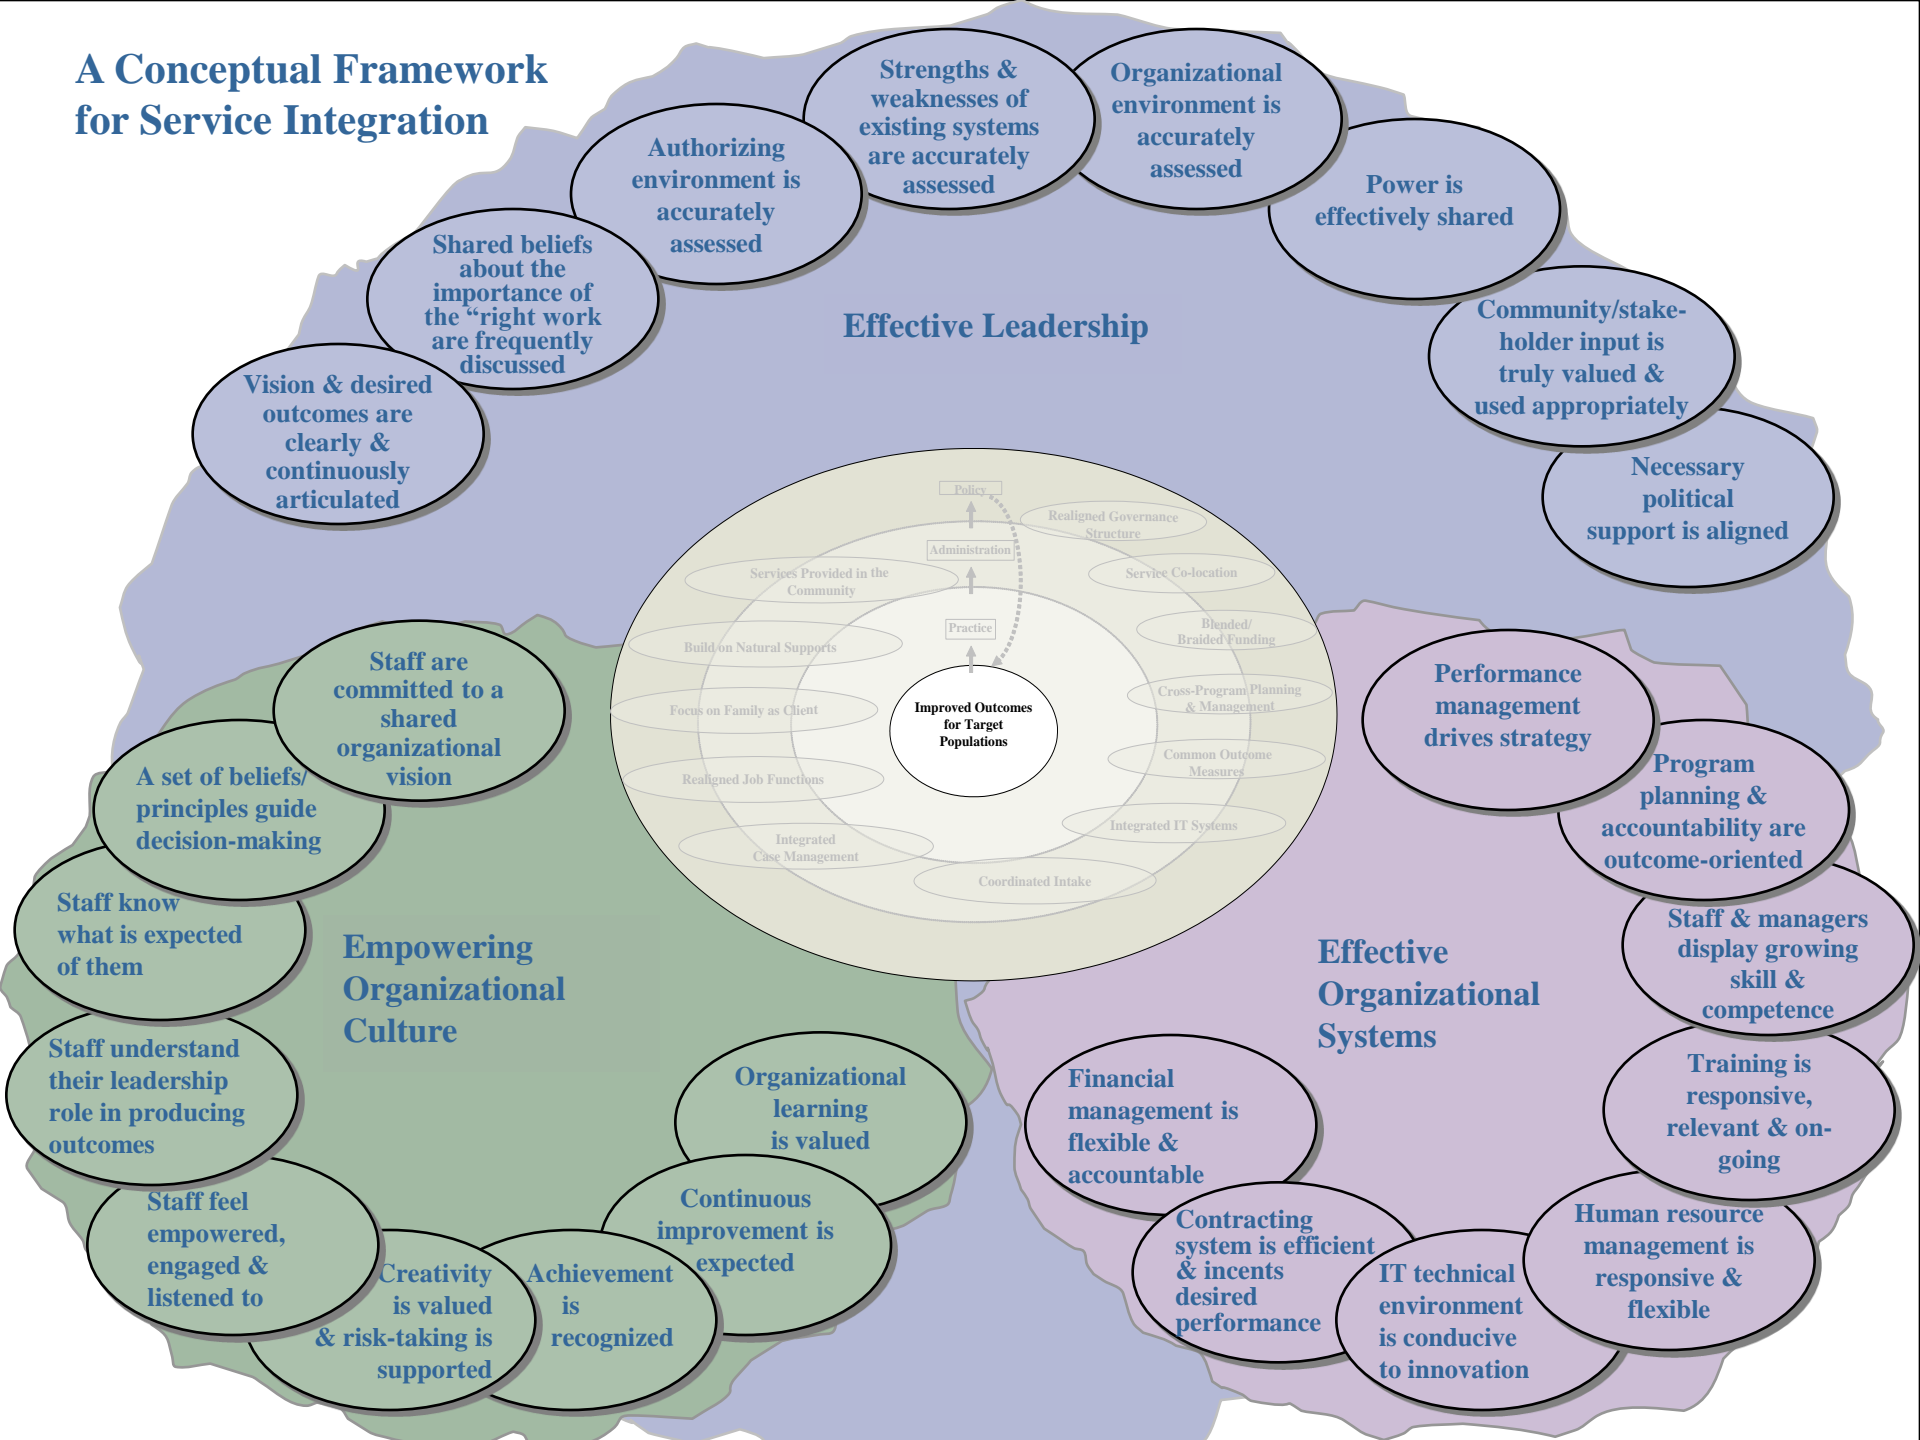 A Conceptual Framework
for Service Integration
Strengths &
weaknesses of
existing systems
are accurately
assessed
Organizational
environment is
accurately
assessed
Authorizing
environment is
accurately
assessed
Power is
effectively shared
Shared beliefs
about the
importance of
the “right work
are frequently
discussed
Effective Leadership
Community/stake-
holder input is
truly valued &
used appropriately
Vision & desired
outcomes are
clearly &
continuously
articulated
Necessary
political
support is aligned
Policy
Realigned Governance
Structure
Administration
Services Provided in the
Community
Service Co-location
Practice
Blended/
Braided Funding
Build on Natural Supports
Cross-Program Planning
& Management
Focus on Family as Client
Improved Outcomes
for Target
Populations
Common Outcome
Measures
Realigned Job Functions
Integrated IT Systems
Integrated
Case Management
Coordinated Intake
Staff are
committed to a
shared
organizational
vision
A set of beliefs/
principles guide
decision-making
Staff know
what is expected
of them
Empowering
Organizational
Culture
Staff understand
their leadership
role in producing
outcomes
Staff feel
empowered,
engaged &
listened to
Creativity
is valued
& risk-taking is
supported
Achievement
is
recognized
Continuous
improvement is
expected
Organizational
learning
is valued
Performance
management
drives strategy
Program
planning &
accountability are
outcome-oriented
Staff & managers
display growing
skill &
competence
Effective
Organizational
Systems
Training is
responsive,
relevant & on-
going
Financial
management is
flexible &
accountable
Contracting
system is efficient
& incents
desired
performance
IT technical
environment
is conducive
to innovation
Human resource
management is
responsive &
flexible